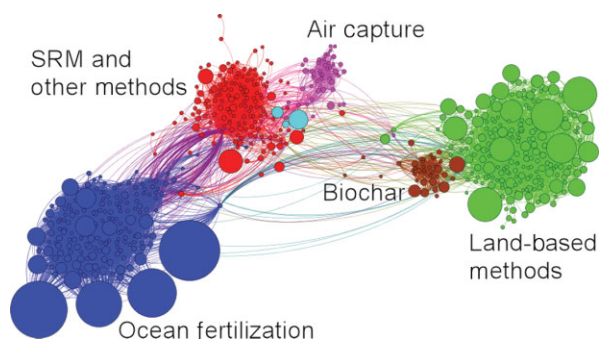 Air capture
SRM and
other methods
Biochar
Land-based
methods
Ocean fertilization